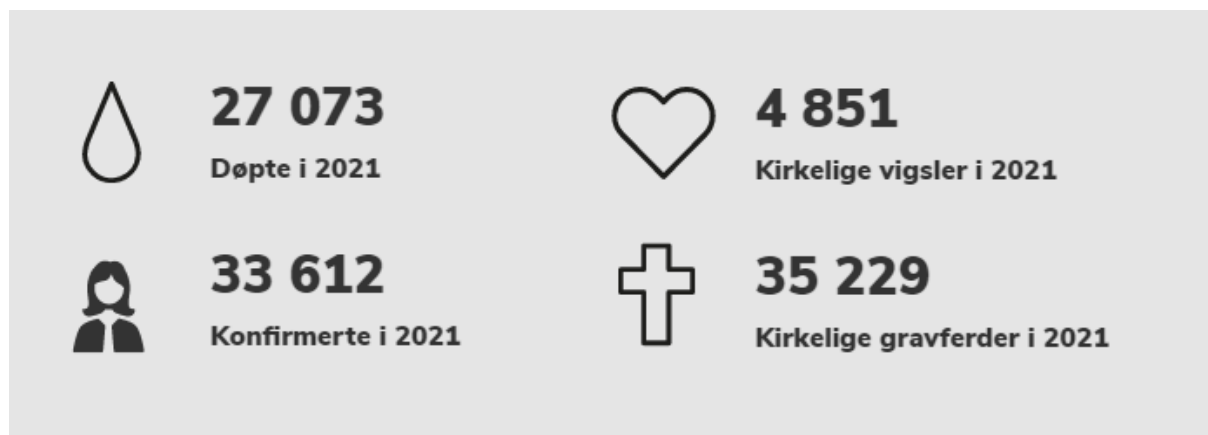 27 073
Døpte i 2021
4 851
Kirkelige vigsler i 2021
33 612
Konfirmerte i 2021
35 229
Kirkelige gravferder i 2021